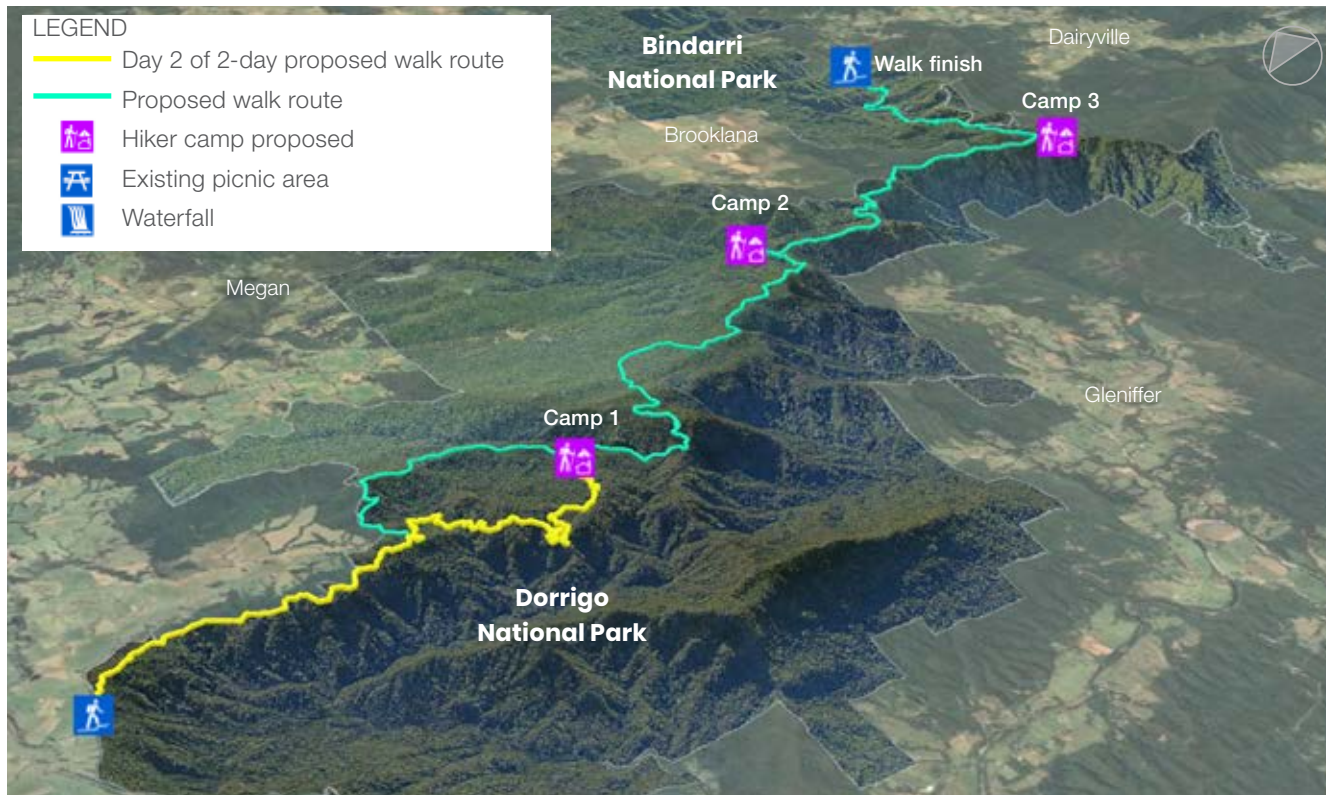 LEGEND
Day 2 of 2-day proposed walk route
Proposed walk route
Hiker camp proposed
Existing picnic area
Waterfall
Bindarri
National Park
Dairyville
Walk finish
Camp 3
Brooklana
Camp 2
Megan
Gleniffer
Camp 1
Dorrigo
National Park